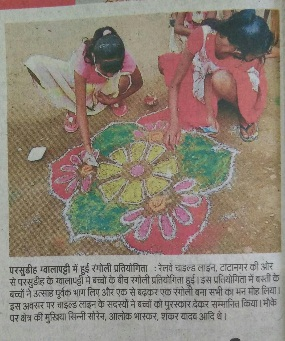 परसुडीह ग्वालापट्टी में हुई रंगोली प्रतियोगिता : रेलवे चाइल्ड लाइन, टाटानगर की ओर
से परसुडीह के ग्वालापट्टी में बच्चो के बीच रंगोली प्रतियोगिता हुई। इस प्रतियोगिता में बस्ती के
बच्चों ने उत्साह पूर्वक भाग लिए और एक से बढ़कर एक रंगोली बना सभी का मन मोह लिया।
इस अवसर पर चाइल्ड लाइन के सदस्यों ने बच्चों को पुरस्कार देकर सम्मानित किया। मौके
पर क्षेत्र की मुखिया सिन्नी सोरेन, आलोक भास्कर, शंकर यादव आदि थे।